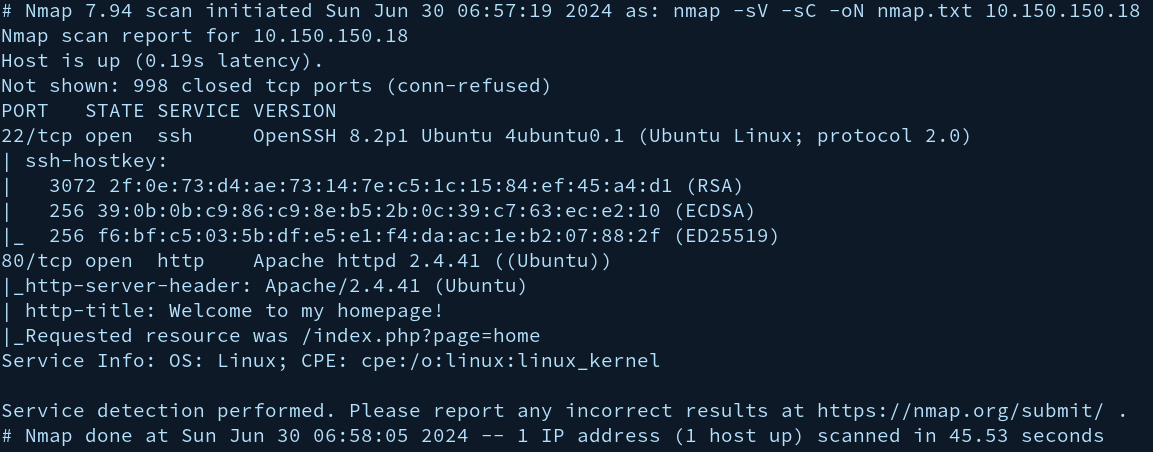 # Nmap 7.94 scan initiated Sun Jun 30 06:57:19 2024 as: nmap -sV -sC -oN nmap.txt 10.150.150.18
Nmap scan report for 10.150.150.18
Host is up (0.19s latency).
Not shown: 998 closed tcp ports (conn-refused)
PORT   STATE SERVICE VERSION
22/tcp open  ssh     OpenSSH 8.2p1 Ubuntu 4ubuntu0.1 (Ubuntu Linux; protocol 2.0)
| ssh-hostkey:
|   3072 2f:0e:73:d4:ae:73:14:7e:c5:1c:15:84:ef:45:a4:d1 (RSA)
|   256 39:0b:0b:c9:86:c9:8e:b5:2b:0c:39:c7:63:ec:e2:10 (ECDSA)
|_  256 f6:bf:c5:03:5b:df:e5:e1:f4:da:ac:1e:b2:07:88:2f (ED25519)
80/tcp open  http    Apache httpd 2.4.41 ((Ubuntu))
|_http-server-header: Apache/2.4.41 (Ubuntu)
| http-title: Welcome to my homepage!
|_Requested resource was /index.php?page=home
Service Info: OS: Linux; CPE: cpe:/o:linux:linux_kernel

Service detection performed. Please report any incorrect results at https://nmap.org/submit/ .
# Nmap done at Sun Jun 30 06:58:05 2024 -- 1 IP address (1 host up) scanned in 45.53 seconds